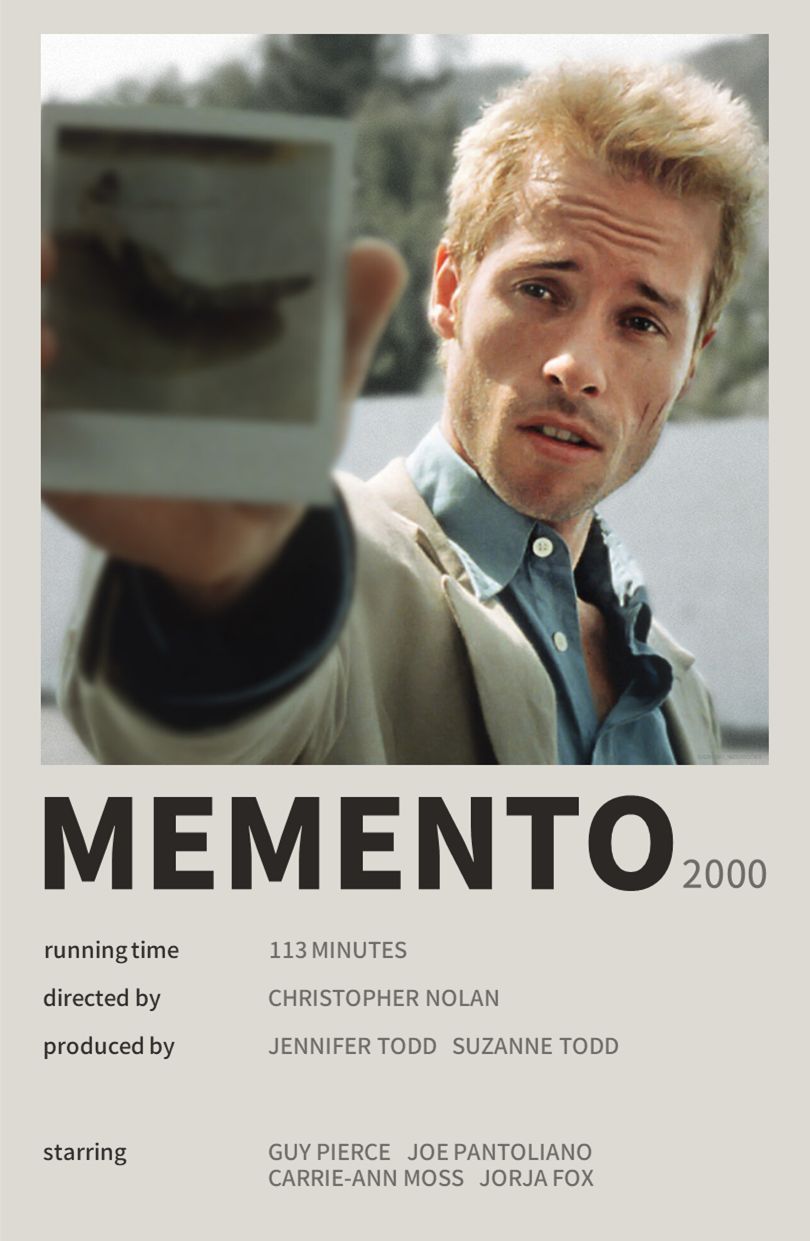 MEMENTO 2000
running time 113 MINUTES
directed by CHRISTOPHER NOLAN
produced by JENNIFER TODD SUZANNE TODD
starring GUY PIERCE JOE PANTOLIANO
CARRIE-ANN MOSS JORJA FOX